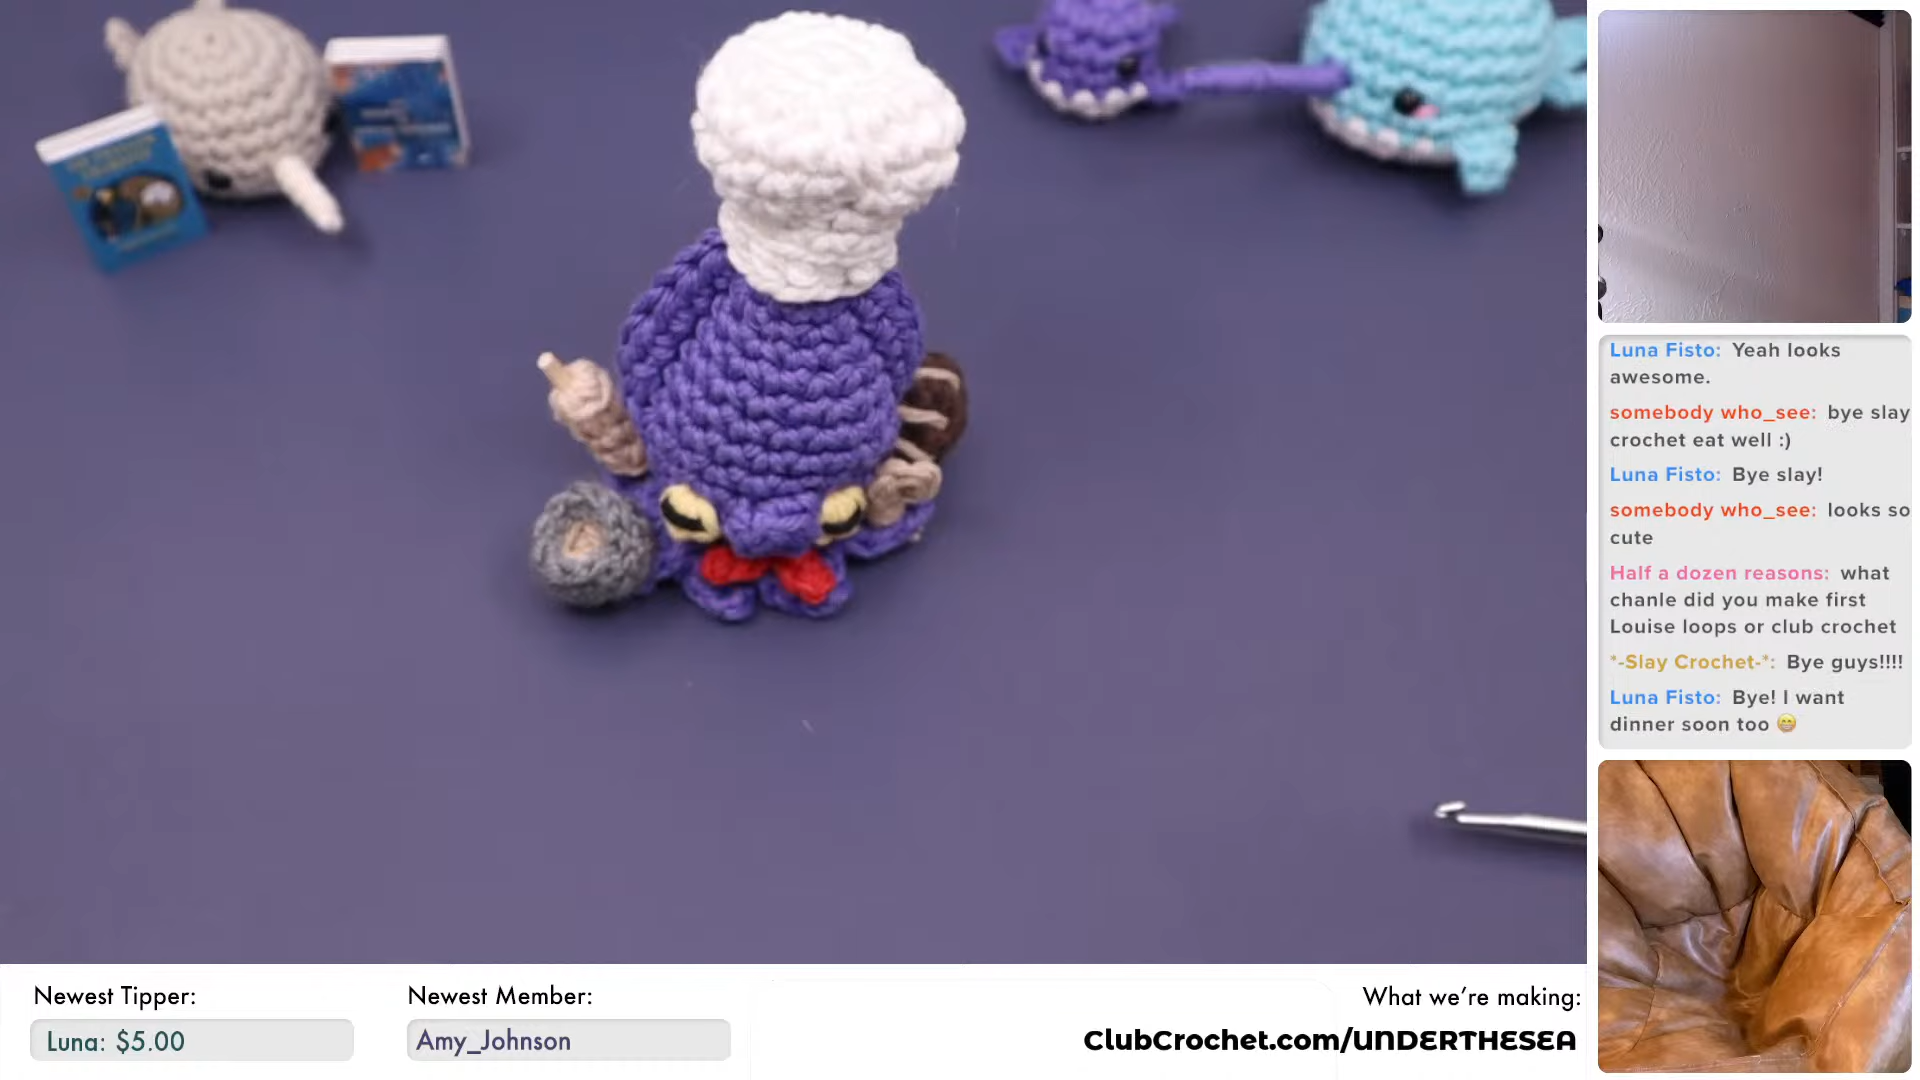 Luna Fisto: Yeah looks
awesome.
somebody who_see: bye slay
crochet eat well :)
Luna Fisto: Bye slay!
somebody who_see: looks so
cute
Half a dozen reasons: what
chanle did you make first
Louise loops or club crochet
*-Slay Crochet-*: Bye guys!!!!
Luna Fisto: Bye! I want
dinner soon too 😁
Newest Tipper:
Luna: $5.00
Newest Member:
Amy_Johnson
What we’re making:
ClubCrochet.com/UNDERTHESEA